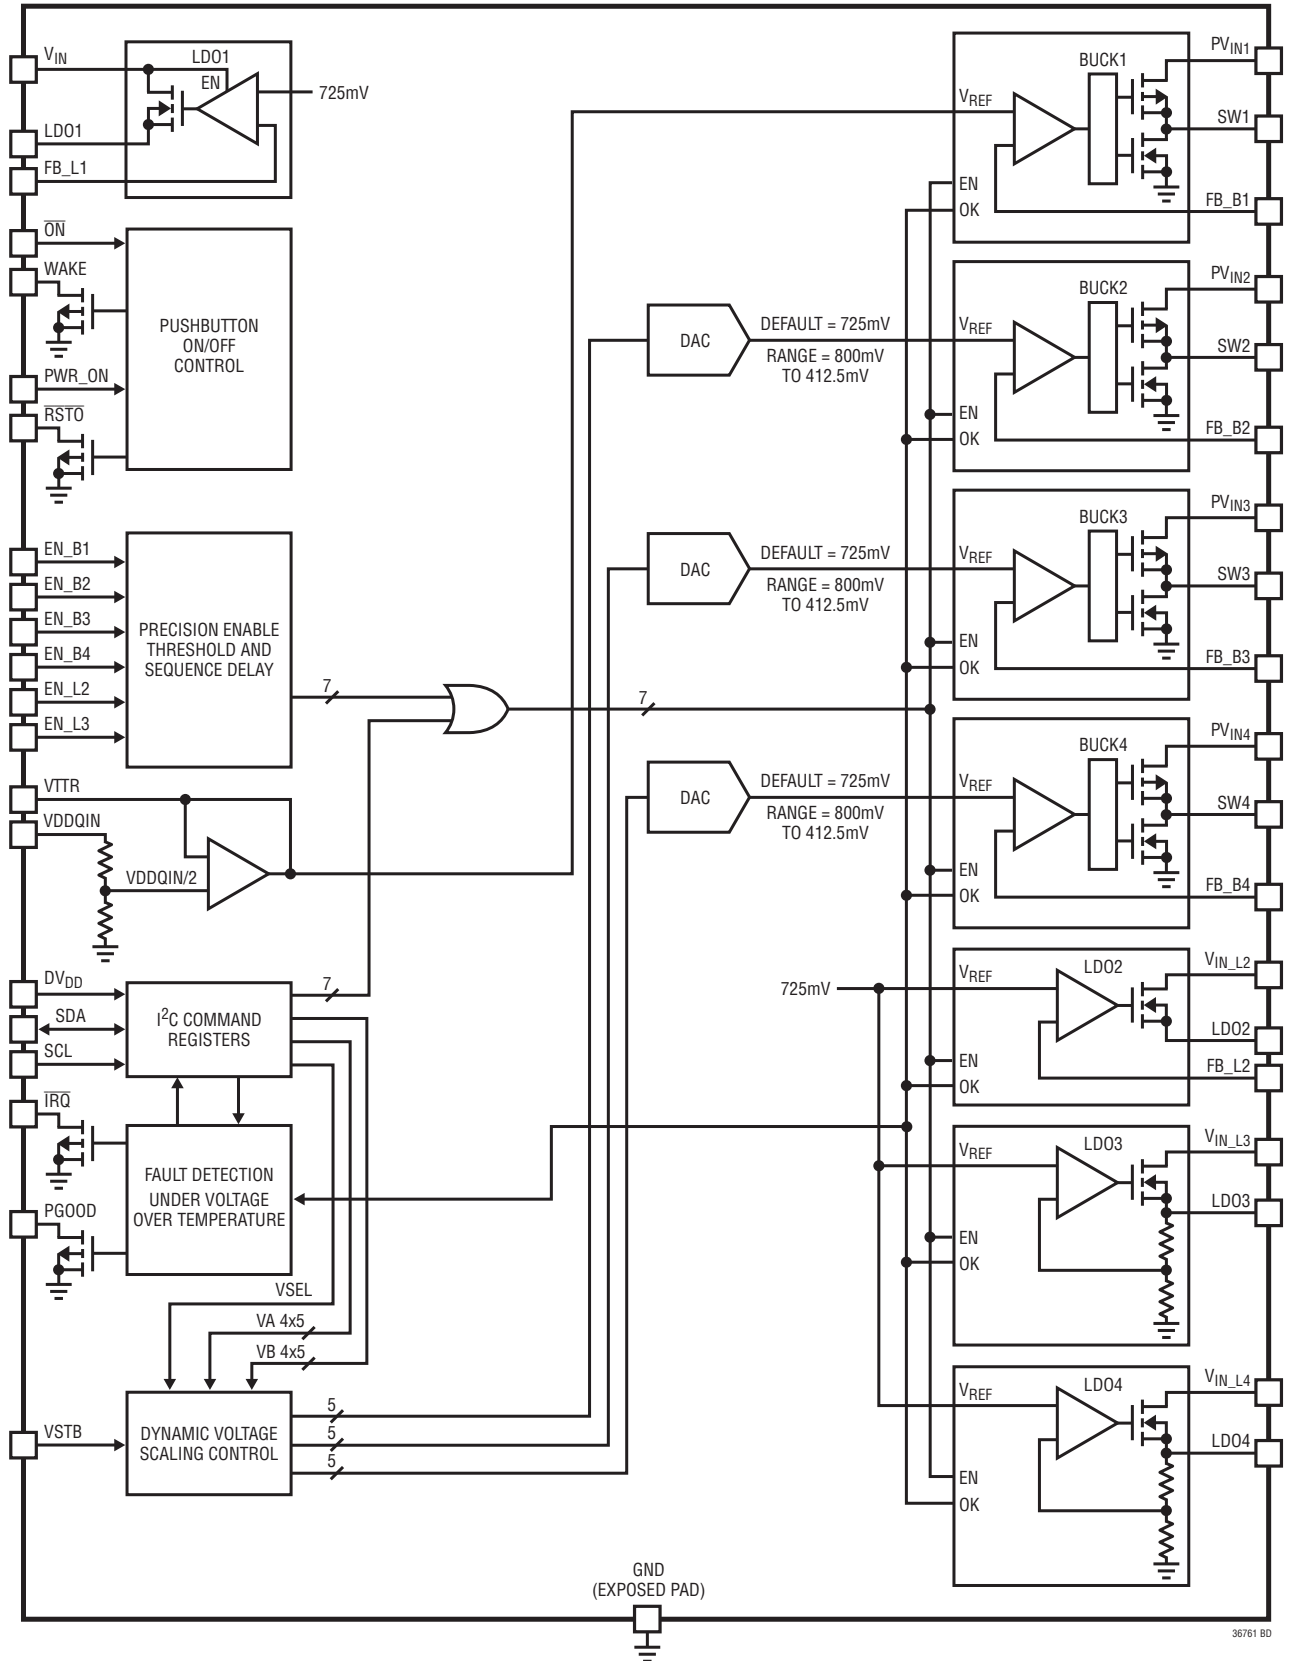 VIN
LDO1
EN
725mV
LDO1
FB_L1
ON
WAKE
PUSHBUTTON
ON/OFF
CONTROL
PWR_ON
RSTO
EN_B1
EN_B2
EN_B3
EN_B4
EN_L2
EN_L3
PRECISION ENABLE
THRESHOLD AND
SEQUENCE DELAY
7
7
VTTR
VDDQIN
VDDQIN/2
DVDD
SDA
SCL
I2C COMMAND
REGISTERS
7
IRQ
PGOOD
FAULT DETECTION
UNDER VOLTAGE
OVER TEMPERATURE
VSEL
VA 4x5
VB 4x5
VSTB
DYNAMIC VOLTAGE
SCALING CONTROL
5
5
5
DAC
DEFAULT = 725mV
RANGE = 800mV
TO 412.5mV
DAC
DEFAULT = 725mV
RANGE = 800mV
TO 412.5mV
DAC
DEFAULT = 725mV
RANGE = 800mV
TO 412.5mV
725mV
BUCK1
VREF
EN
OK
PVIN1
SW1
FB_B1
BUCK2
VREF
EN
OK
PVIN2
SW2
FB_B2
BUCK3
VREF
EN
OK
PVIN3
SW3
FB_B3
BUCK4
VREF
EN
OK
PVIN4
SW4
FB_B4
LDO2
VREF
EN
OK
VIN_L2
LDO2
FB_L2
LDO3
VREF
EN
OK
VIN_L3
LDO3
LDO4
VREF
EN
OK
VIN_L4
LDO4
GND
(EXPOSED PAD)
36761 BD